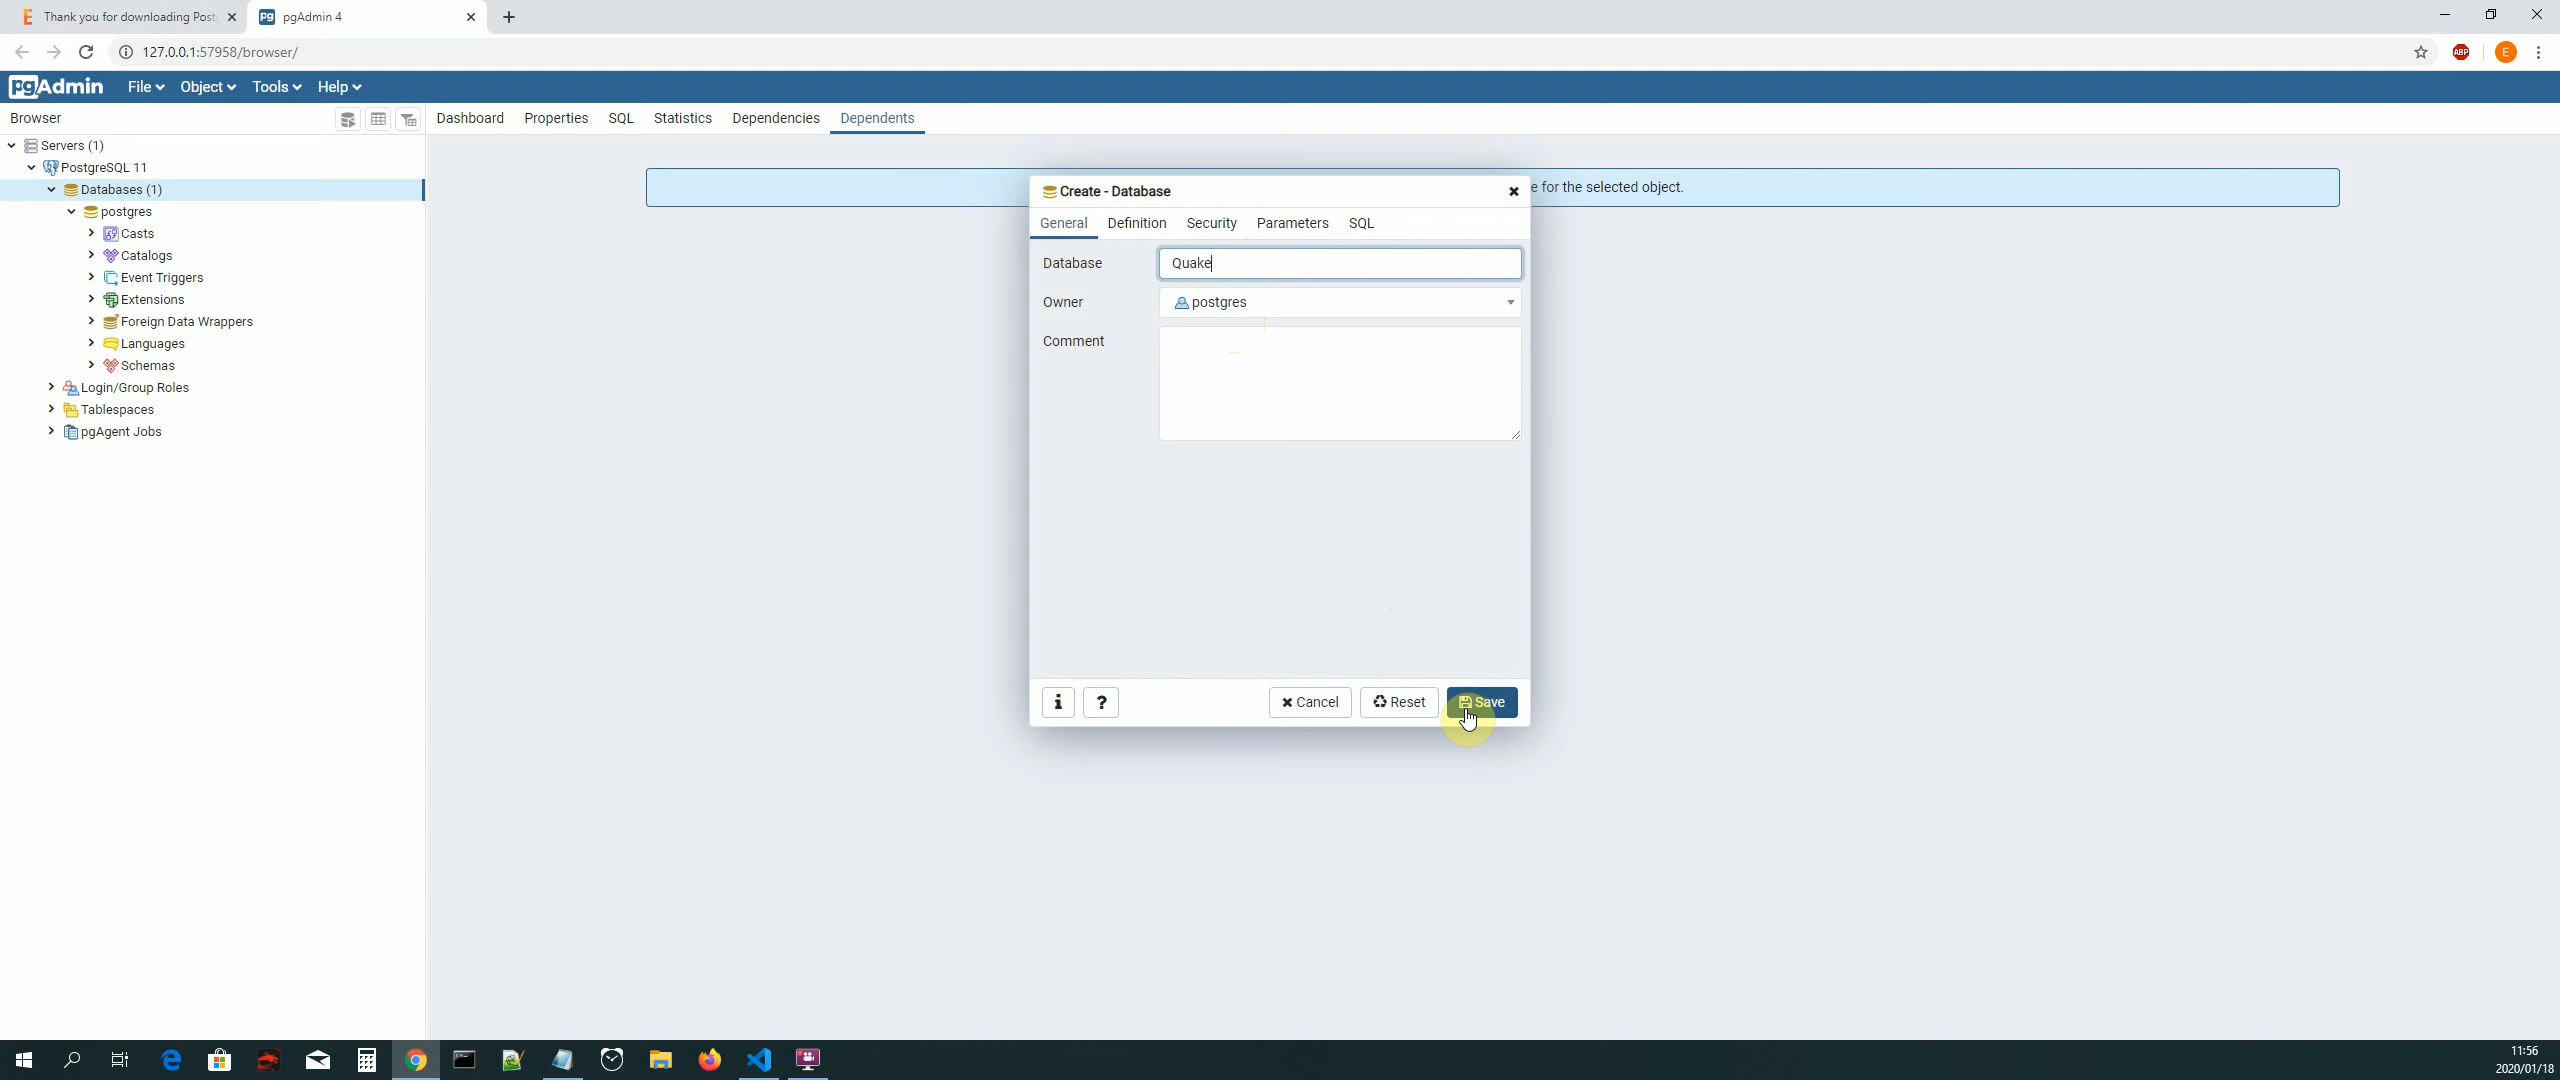 Thank you for downloading Post
pgAdmin 4
127.0.0.1:57958/browser/
ABP
E
pgAdmin
File
Object
Tools
Help
Browser
Dashboard
Properties
SQL
Statistics
Dependencies
Dependents
Servers (1)
PostgreSQL 11
Databases (1)
postgres
Casts
Catalogs
Event Triggers
Extensions
Foreign Data Wrappers
Languages
Schemas
Login/Group Roles
Tablespaces
pgAgent Jobs
e for the selected object.
Create - Database
General
Definition
Security
Parameters
SQL
Database
Quake
Owner
postgres
Comment
i
?
Cancel
Reset
Save
11:56
2020/01/18